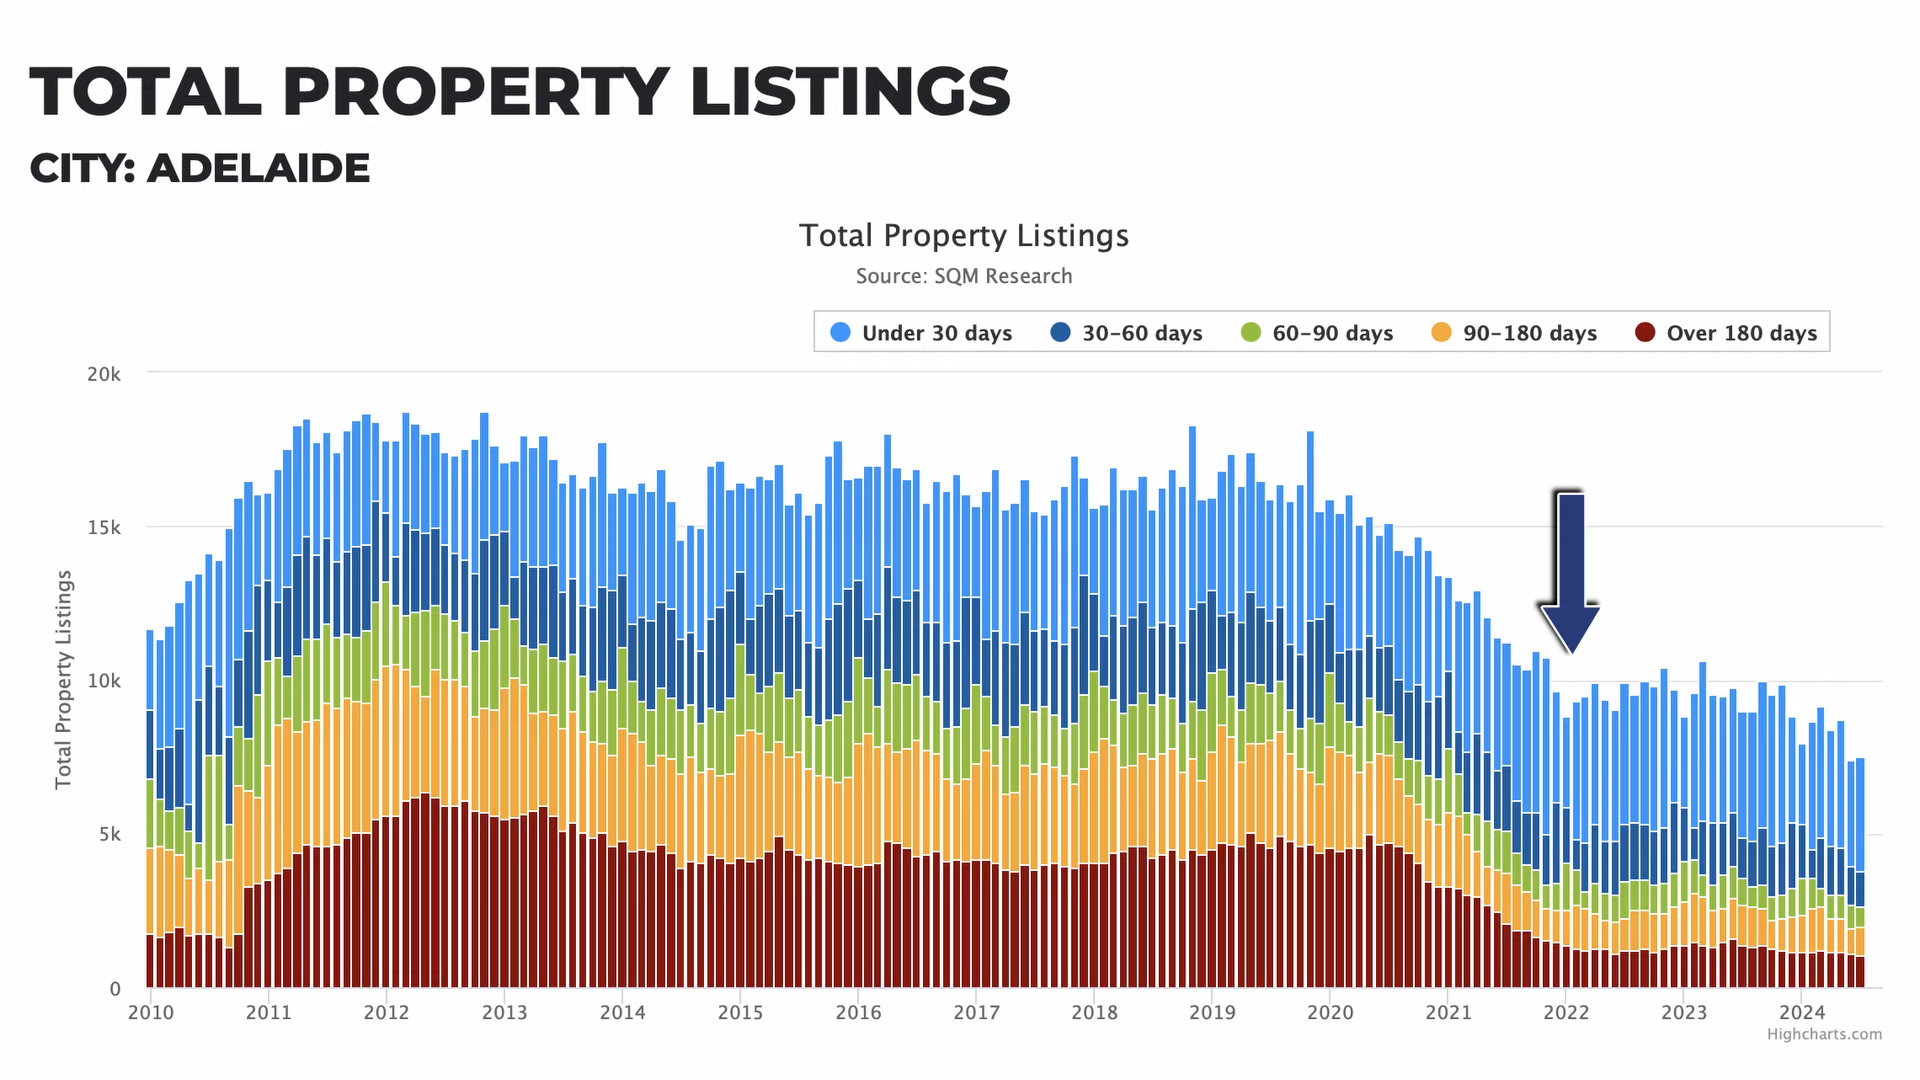 TOTAL PROPERTY LISTINGS
CITY: ADELAIDE
Total Property Listings
Source: SQM Research
Under 30 days 30-60 days 60-90 days 90-180 days Over 180 days
20k
15k
10k
5k
0
Total Property Listings
2010 2011 2012 2013 2014 2015 2016 2017 2018 2019 2020 2021 2022 2023 2024
Highcharts.com